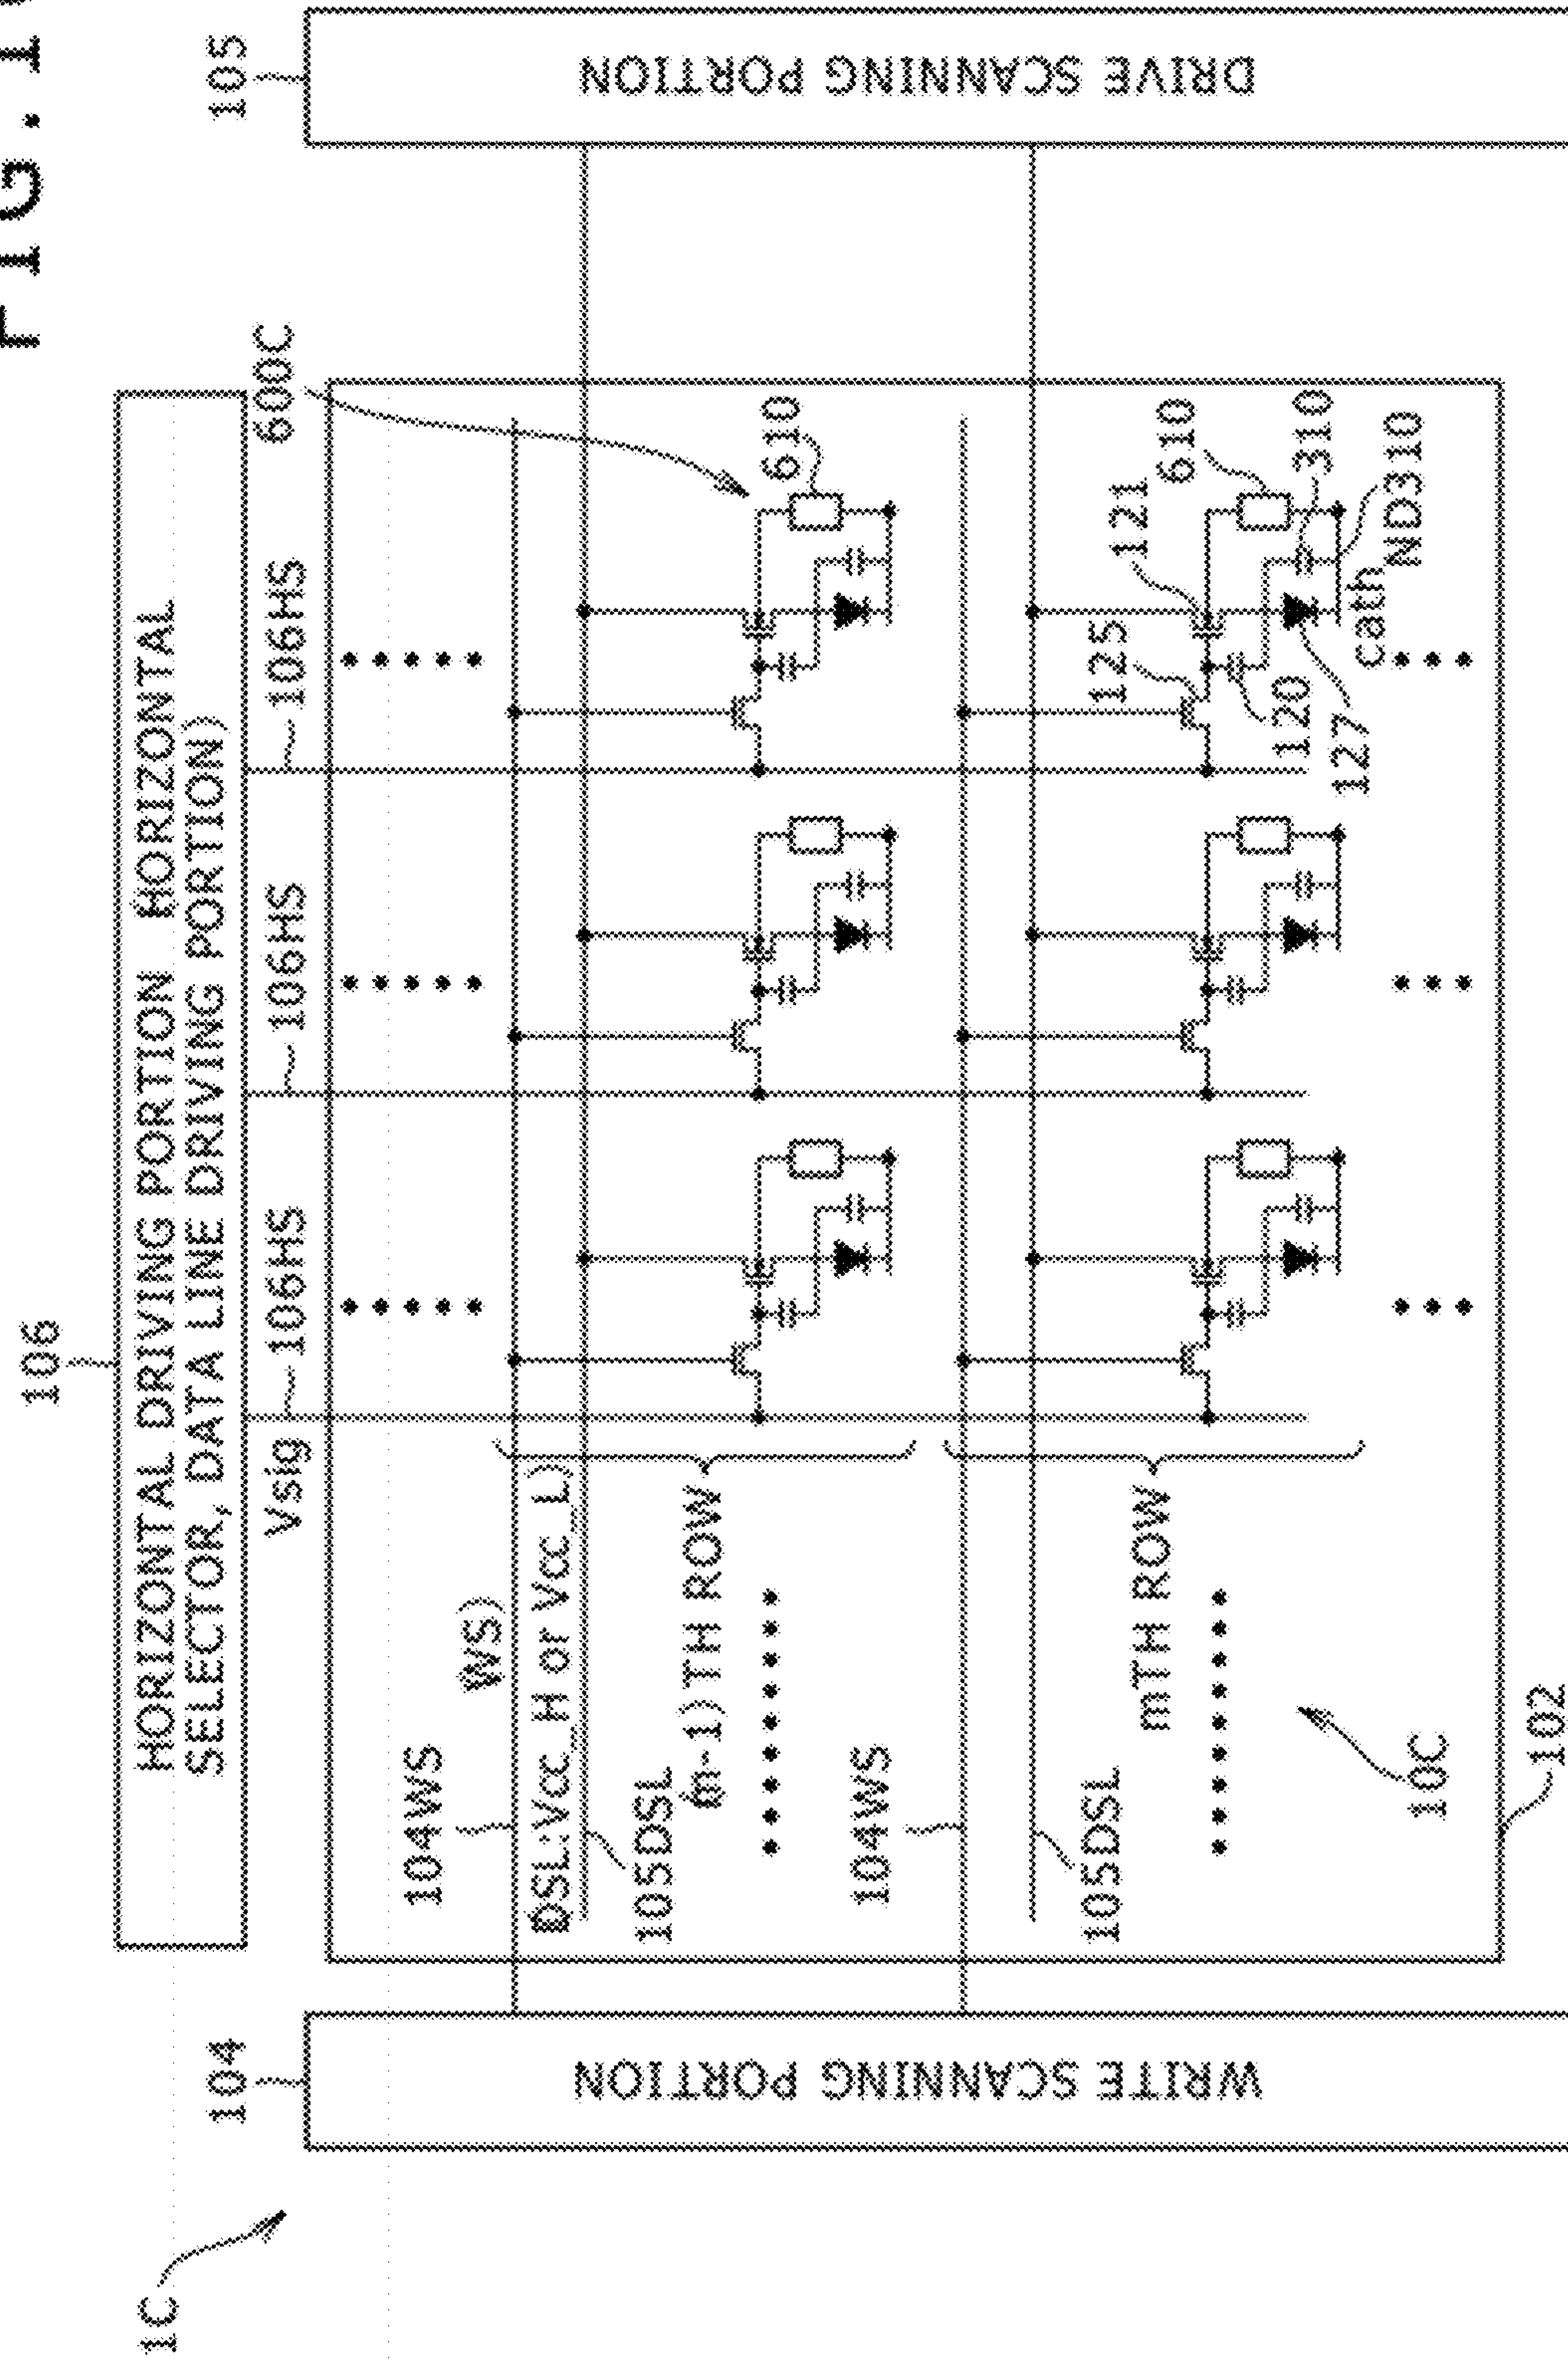 FIG.1
1C
106
HORIZONTAL DRIVING PORTION (HORIZONTAL
SELECTOR, DATA LINE DRIVING PORTION)
104
105
Vsig
106HS
106HS
106HS
600C
WRITE SCANNING PORTION
DRIVE SCANNING PORTION
104WS
WS)
DSL:Vcc_H or Vcc_L)
105DSL
(m-1)TH ROW
610
104WS
105DSL
mTH ROW
125
121
610
120
310
127
cath
ND310
10C
102